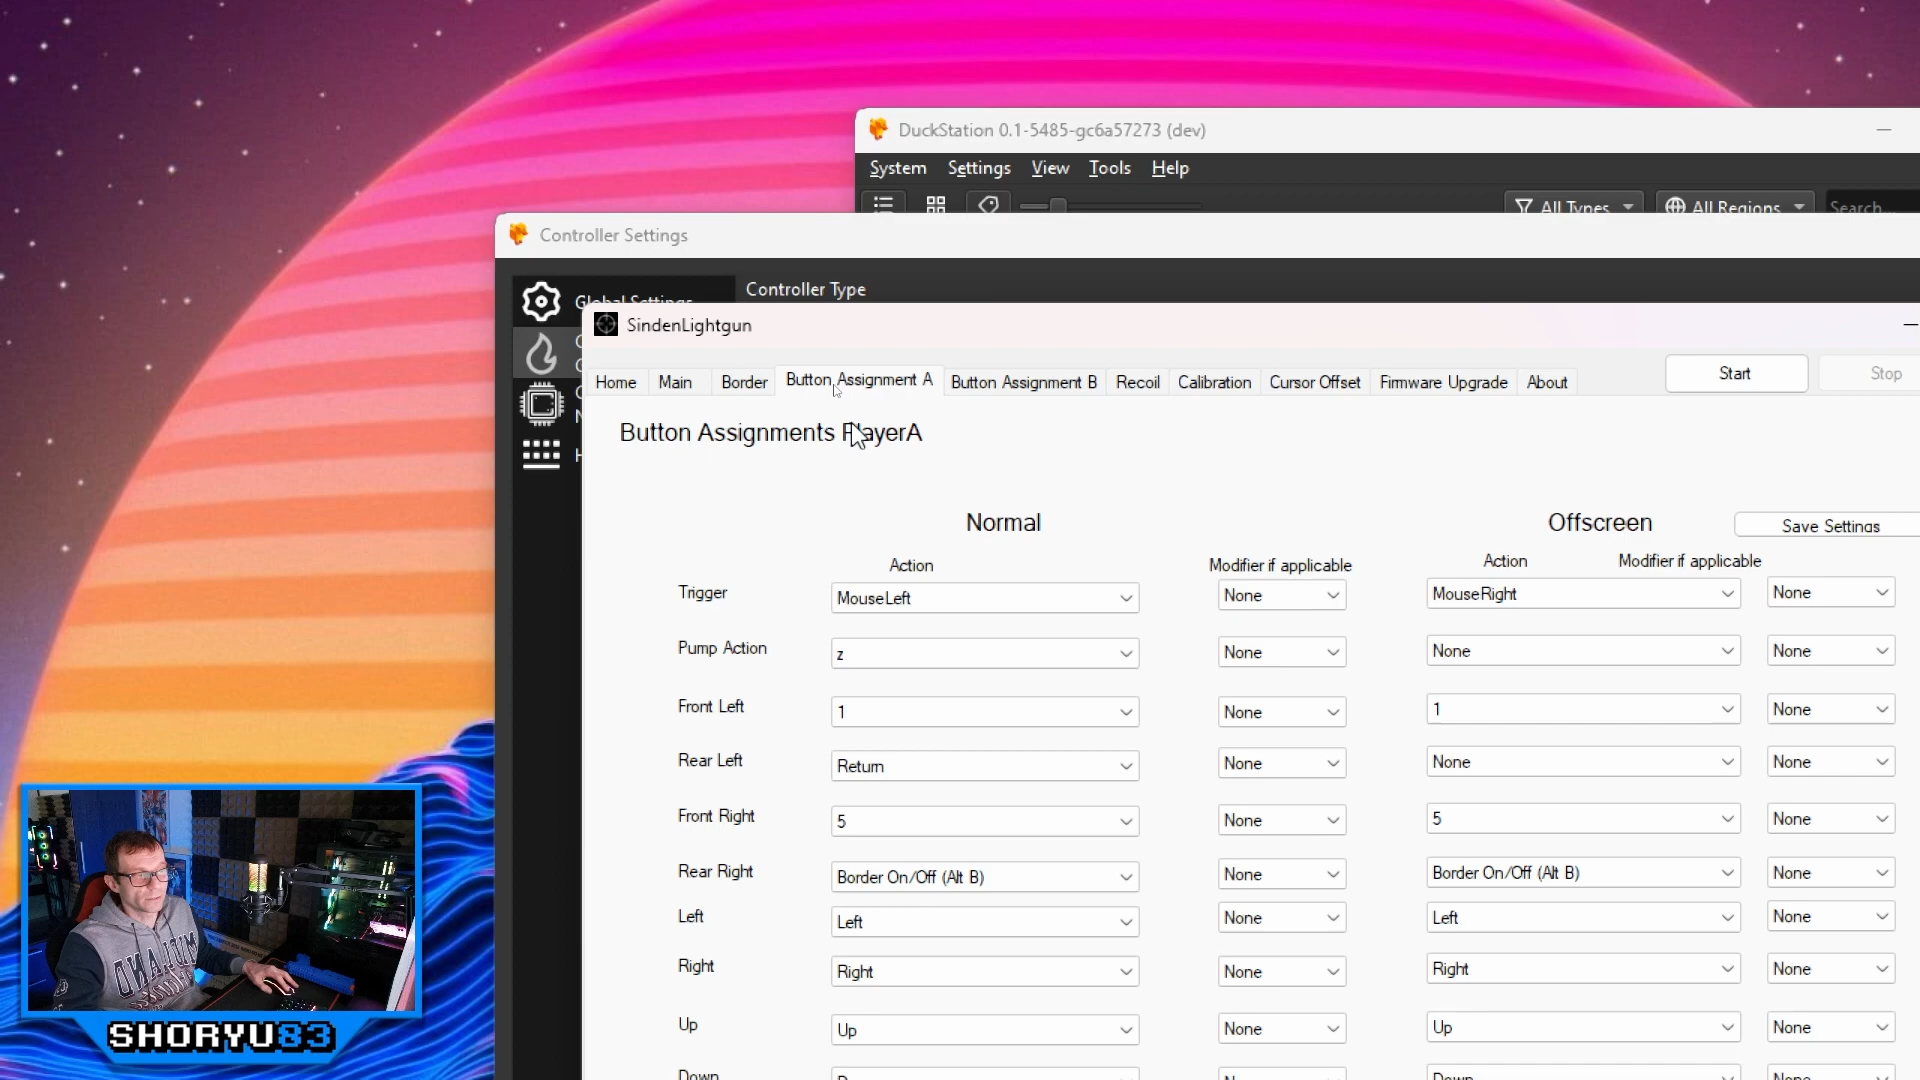 DuckStation 0.1-5485-gc6a57273 (dev)
System Settings View Tools Help
All Types All Regions Search...
Controller Settings
Global Settings
Controller Type
SindenLightgun
Home Main Border Button Assignment A Button Assignment B Recoil Calibration Cursor Offset Firmware Upgrade About
Start Stop
Button Assignments PlayerA
Normal Offscreen Save Settings
Action Modifier if applicable Action Modifier if applicable
Trigger MouseLeft None MouseRight None
Pump Action z None None None
Front Left 1 None 1 None
Rear Left Return None None None
Front Right 5 None 5 None
Rear Right Border On/Off (Alt B) None Border On/Off (Alt B) None
Left Left None Left None
Right Right None Right None
Up Up None Up None
Down
MIDLAND
SHORYU83